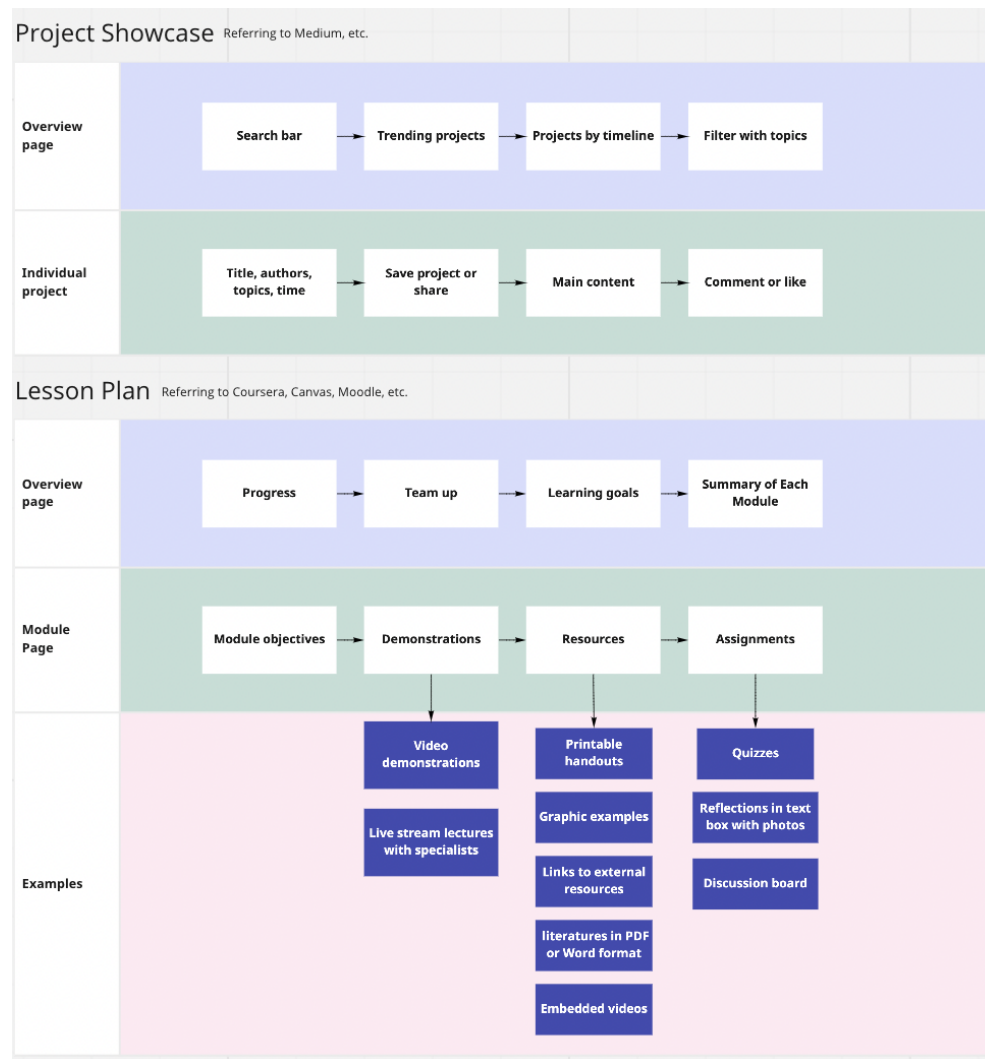 Project Showcase Referring to Medium, etc.
Overview
page
Search bar
Trending projects
Projects by timeline
Filter with topics
Individual
project
Title, authors,
topics, time
Save project or
share
Main content
Comment or like
Lesson Plan Referring to Coursera, Canvas, Moodle, etc.
Overview
page
Progress
Team up
Learning goals
Summary of Each
Module
Module
Page
Module objectives
Demonstrations
Resources
Assignments
Examples
Video
demonstrations
Live stream lectures
with specialists
Printable
handouts
Graphic examples
Links to external
resources
literatures in PDF
or Word format
Embedded videos
Quizzes
Reflections in text
box with photos
Discussion board